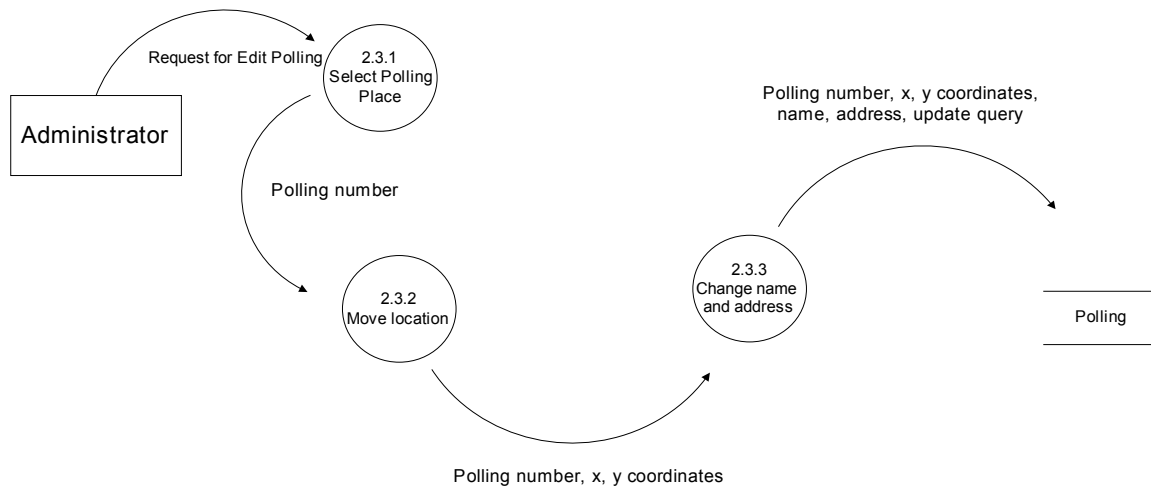 Request for Edit Polling
2.3.1
Select Polling
Place
Administrator
Polling number
Polling number, x, y coordinates,
name, address, update query
2.3.2
Move location
2.3.3
Change name
and address
Polling
Polling number, x, y coordinates